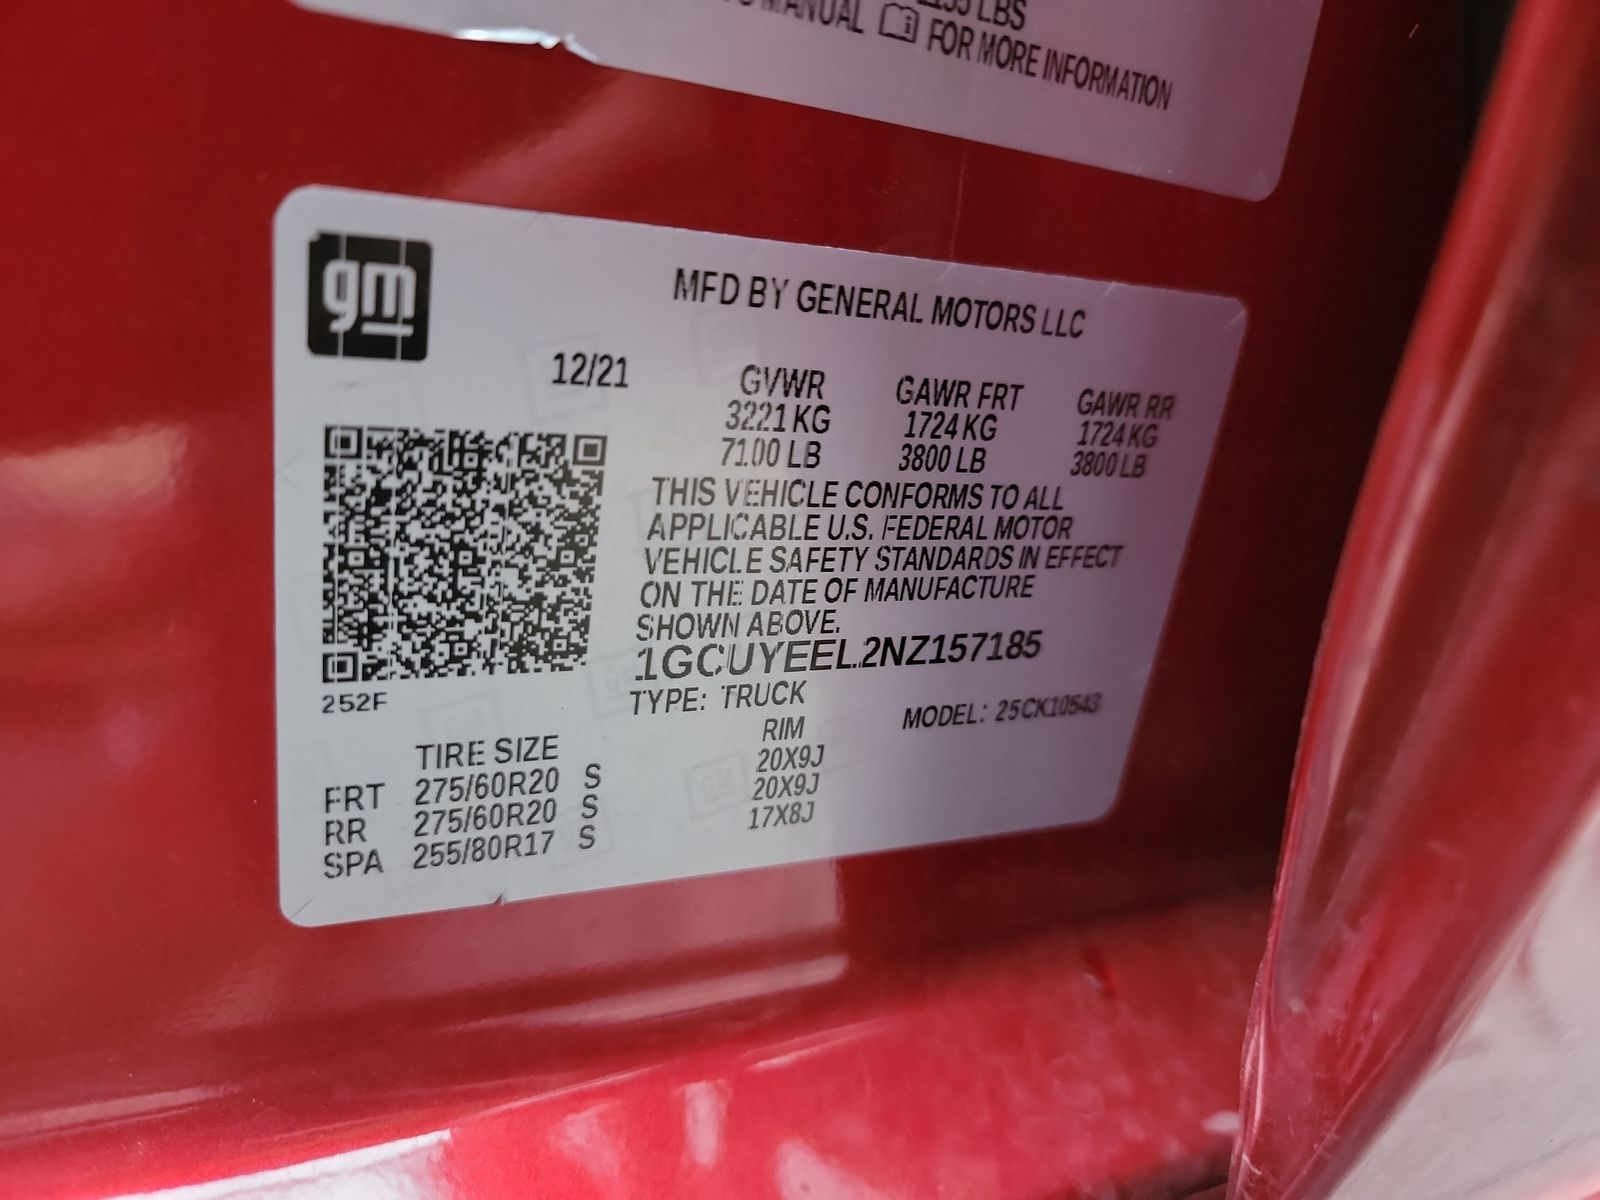 LBS
MANUAL FOR MORE INFORMATION
gm
MFD BY GENERAL MOTORS LLC
12/21 GVWR GAWR FRT GAWR RR
3221 KG 1724 KG 1724 KG
7100 LB 3800 LB 3800 LB
THIS VEHICLE CONFORMS TO ALL
APPLICABLE U.S. FEDERAL MOTOR
VEHICLE SAFETY STANDARDS IN EFFECT
ON THE DATE OF MANUFACTURE
SHOWN ABOVE.
1GCUYEEL2NZ157185
TYPE: TRUCK MODEL: 25CK10543
252F
TIRE SIZE RIM
FRT 275/60R20 S 20X9J
RR 275/60R20 S 20X9J
SPA 255/80R17 S 17X8J